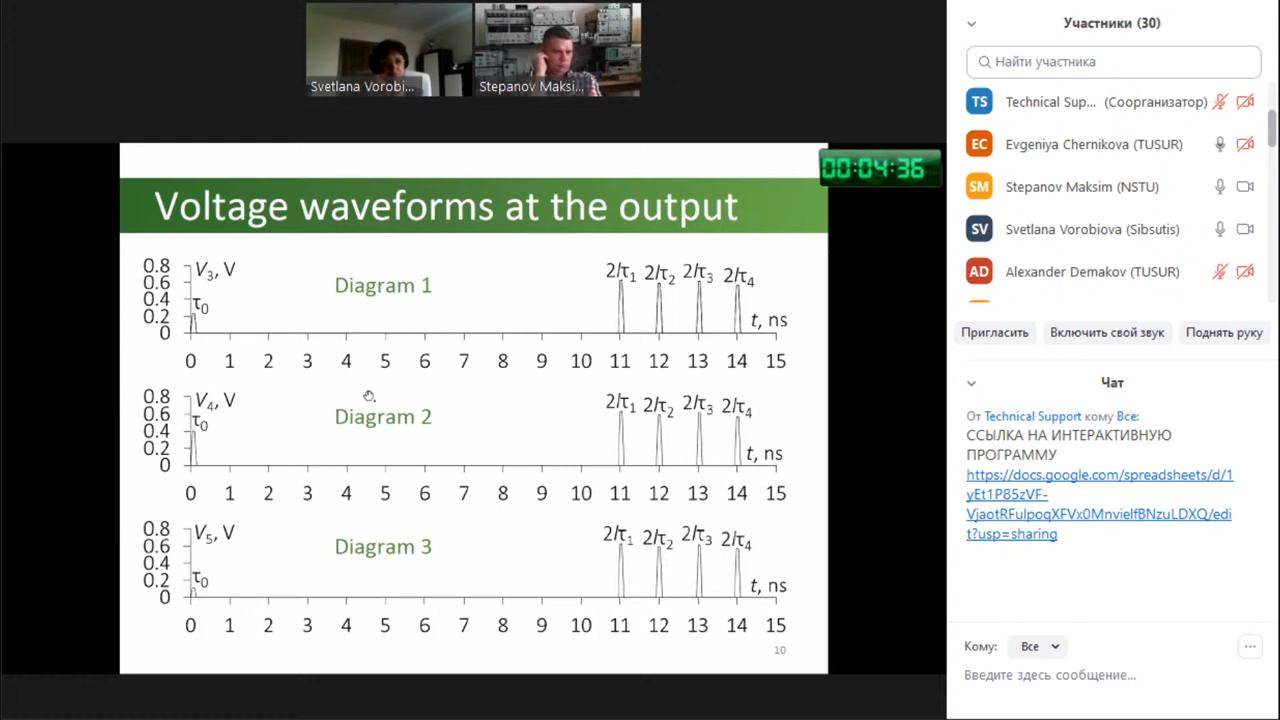 Svetlana Vorobi...
Stepanov Maksi...
00:04:36
Voltage waveforms at the output
0.8
0.6
0.4
0.2
0
V₃, V
τ₀
Diagram 1
2/τ₁ 2/τ₂ 2/τ₃ 2/τ₄
t, ns
0 1 2 3 4 5 6 7 8 9 10 11 12 13 14 15
0.8
0.6
0.4
0.2
0
V₄, V
τ₀
Diagram 2
2/τ₁ 2/τ₂ 2/τ₃ 2/τ₄
t, ns
0 1 2 3 4 5 6 7 8 9 10 11 12 13 14 15
0.8
0.6
0.4
0.2
0
V₅, V
τ₀
Diagram 3
2/τ₁ 2/τ₂ 2/τ₃ 2/τ₄
t, ns
0 1 2 3 4 5 6 7 8 9 10 11 12 13 14 15
10
Участники (30)
Найти участника
TS Technical Sup... (Соорганизатор)
EC Evgeniya Chernikova (TUSUR)
SM Stepanov Maksim (NSTU)
SV Svetlana Vorobiova (Sibsutis)
AD Alexander Demakov (TUSUR)
Пригласить Включить свой звук Поднять руку
Чат
От Technical Support кому Все:
ССЫЛКА НА ИНТЕРАКТИВНУЮ
ПРОГРАММУ
https://docs.google.com/spreadsheets/d/1
yEt1P85zVF-
VjaotRFulpoqXFVx0MnvielfBNzuLDXQ/edi
t?usp=sharing
Кому: Все
Введите здесь сообщение...